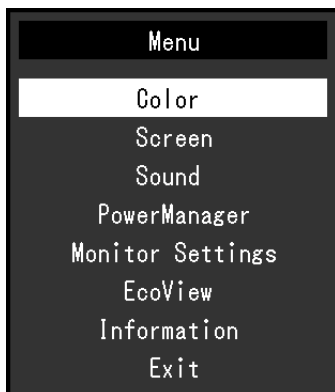 Menu
Color
Screen
Sound
PowerManager
Monitor Settings
EcoView
Information
Exit